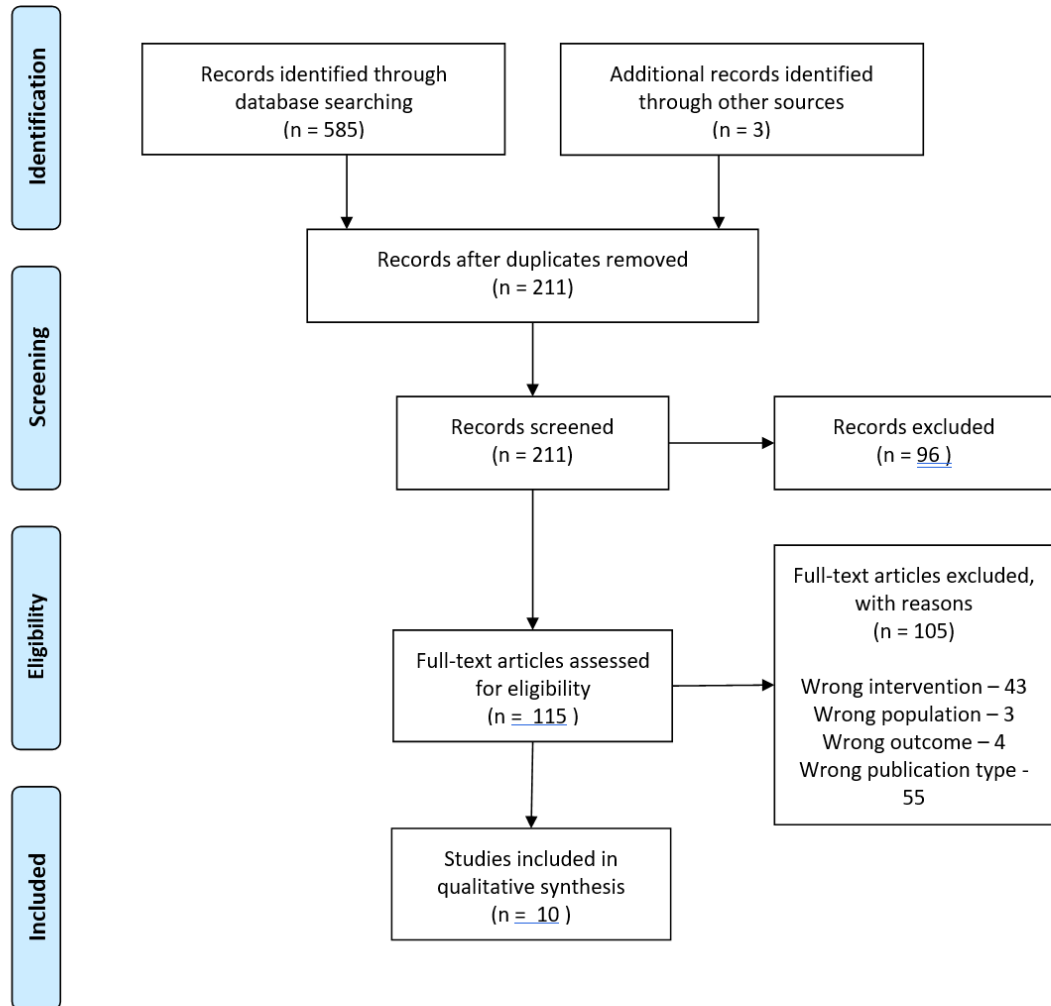 Identification
Records identified through
database searching
(n = 585)
Additional records identified
through other sources
(n = 3)
Records after duplicates removed
(n = 211)
Screening
Records screened
(n = 211)
Records excluded
(n = 96 )
Eligibility
Full-text articles assessed
for eligibility
(n = 115 )
Full-text articles excluded,
with reasons
(n = 105)
Wrong intervention – 43
Wrong population – 3
Wrong outcome – 4
Wrong publication type -
55
Included
Studies included in
qualitative synthesis
(n = 10 )